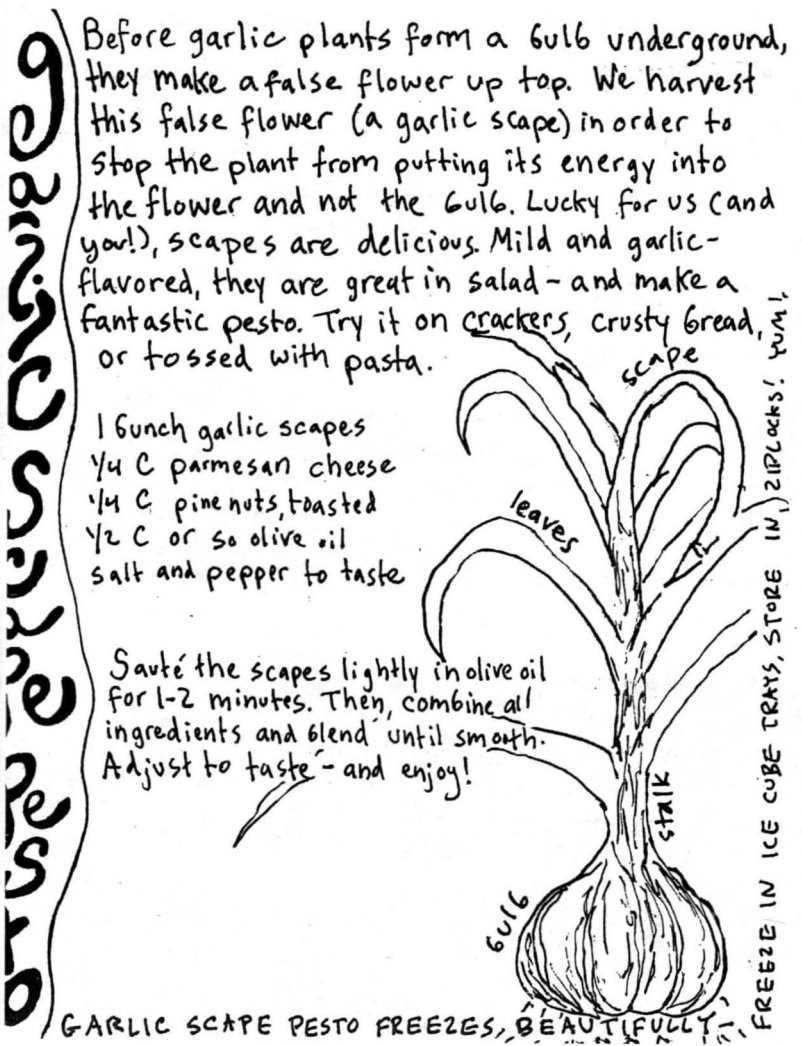 garlic scape pesto
Before garlic plants form a bulb underground,
they make a false flower up top. We harvest
this false flower (a garlic scape) in order to
stop the plant from putting its energy into
the flower and not the bulb. Lucky for us (and
you!), scapes are delicious. Mild and garlic-
flavored, they are great in salad - and make a
fantastic pesto. Try it on crackers, crusty bread,
or tossed with pasta.
1 bunch garlic scapes
1/4 C parmesan cheese
1/4 C pine nuts, toasted
1/2 C or so olive oil
salt and pepper to taste
Sauté the scapes lightly in olive oil
for 1-2 minutes. Then, combine all
ingredients and blend until smooth.
Adjust to taste - and enjoy!
scape
leaves
stalk
bulb
GARLIC SCAPE PESTO FREEZES BEAUTIFULLY-
FREEZE IN ICE CUBE TRAYS, STORE IN ZIPLOCKS! YUM!